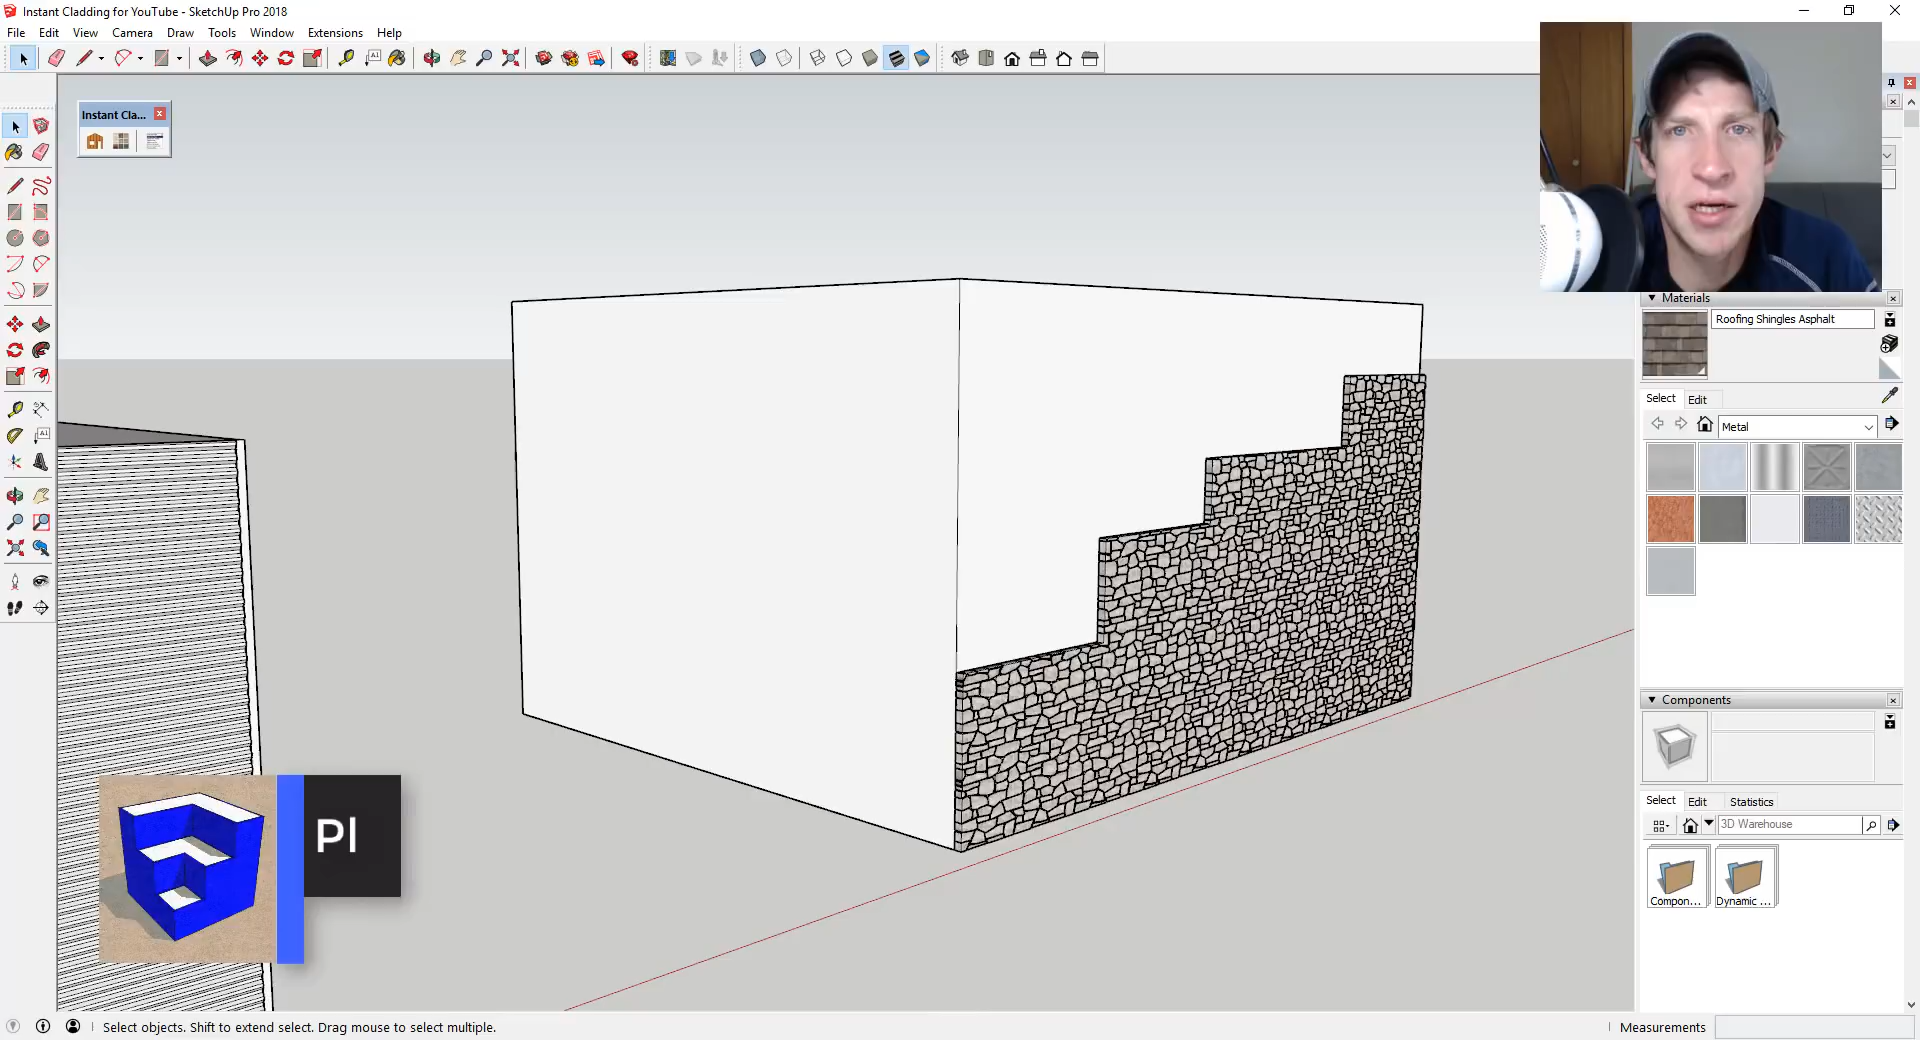 Instant Cladding for YouTube - SketchUp Pro 2018
File Edit View Camera Draw Tools Window Extensions Help
Instant Cla...
Materials
Roofing Shingles Asphalt
Select Edit
Metal
Components
Select Edit Statistics
3D Warehouse
Compon... Dynamic ...
Pl
Select objects. Shift to extend select. Drag mouse to select multiple.
Measurements